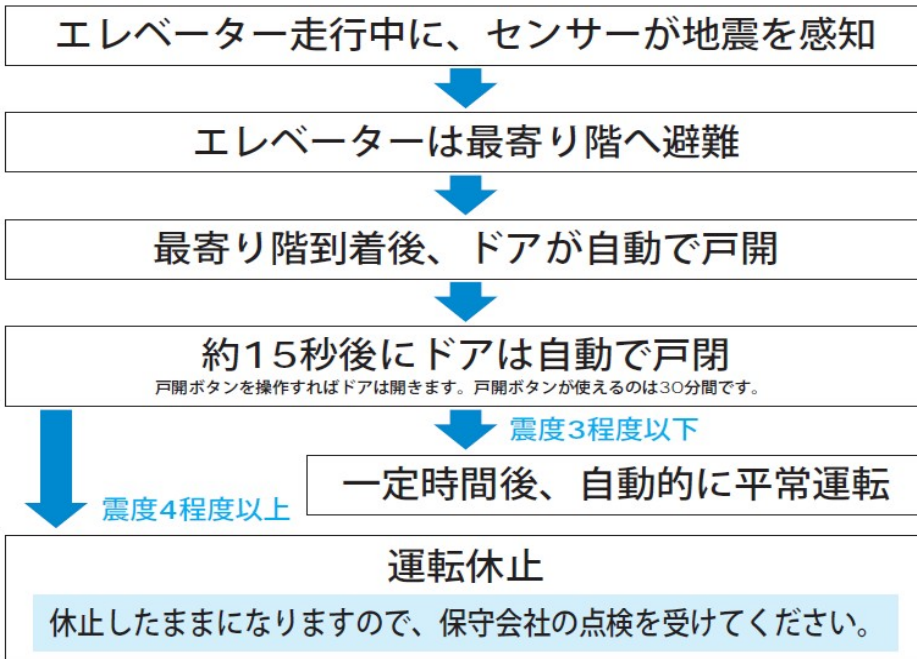 エレベーター走行中に、センサーが地震を感知
エレベーターは最寄り階へ避難
最寄り階到着後、ドアが自動で戸開
約15秒後にドアは自動で戸閉
戸開ボタンを操作すればドアは開きます。戸開ボタンが使えるのは30分間です。
震度3程度以下
一定時間後、自動的に平常運転
震度4程度以上
運転休止
休止したままになりますので、保守会社の点検を受けてください。